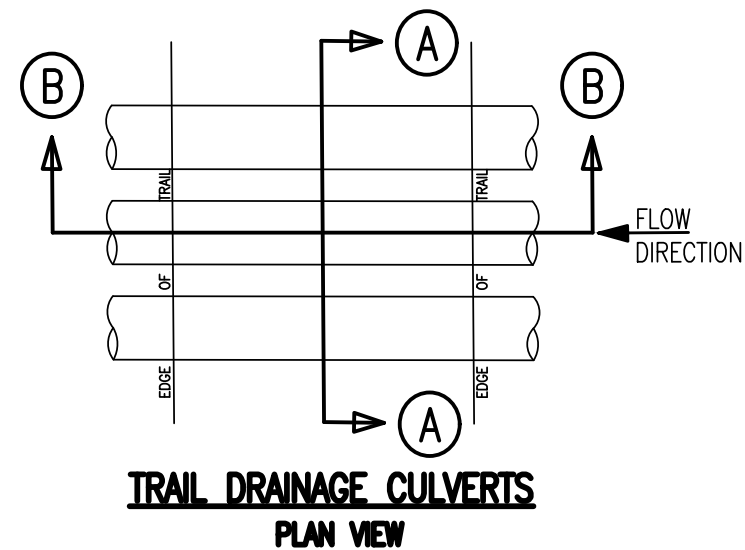 A
B
B
TRAIL
TRAIL
FLOW
DIRECTION
OF
OF
EDGE
EDGE
A
TRAIL DRAINAGE CULVERTS
PLAN VIEW